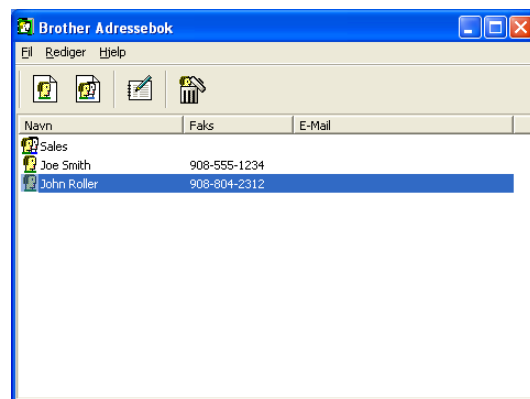 Brother Adressebok
Fil Rediger Hjelp
Navn Faks E-Mail
Sales
Joe Smith 908-555-1234
John Roller 908-804-2312